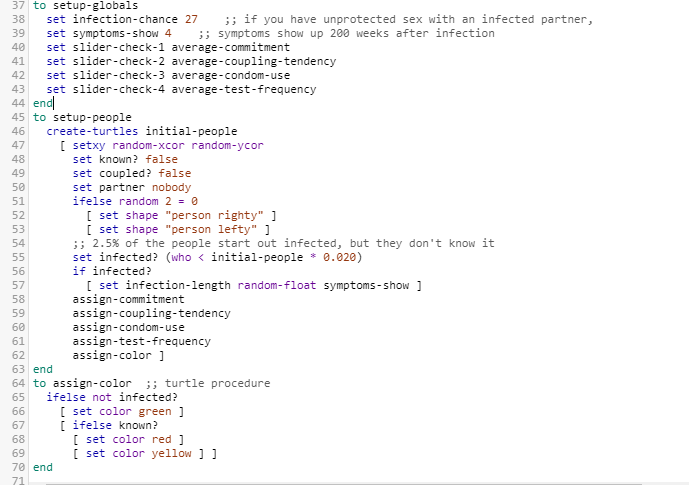 37 to setup-globals
38   set infection-chance 27    ;; if you have unprotected sex with an infected partner,
39   set symptoms-show 4    ;; symptoms show up 200 weeks after infection
40   set slider-check-1 average-commitment
41   set slider-check-2 average-coupling-tendency
42   set slider-check-3 average-condom-use
43   set slider-check-4 average-test-frequency
44 end
45 to setup-people
46   create-turtles initial-people
47     [ setxy random-xcor random-ycor
48       set known? false
49       set coupled? false
50       set partner nobody
51       ifelse random 2 = 0
52         [ set shape "person righty" ]
53         [ set shape "person lefty" ]
54       ;; 2.5% of the people start out infected, but they don't know it
55       set infected? (who < initial-people * 0.020)
56       if infected?
57         [ set infection-length random-float symptoms-show ]
58       assign-commitment
59       assign-coupling-tendency
60       assign-condom-use
61       assign-test-frequency
62       assign-color ]
63 end
64 to assign-color  ;; turtle procedure
65   ifelse not infected?
66     [ set color green ]
67     [ ifelse known?
68       [ set color red ]
69       [ set color yellow ] ]
70 end
71